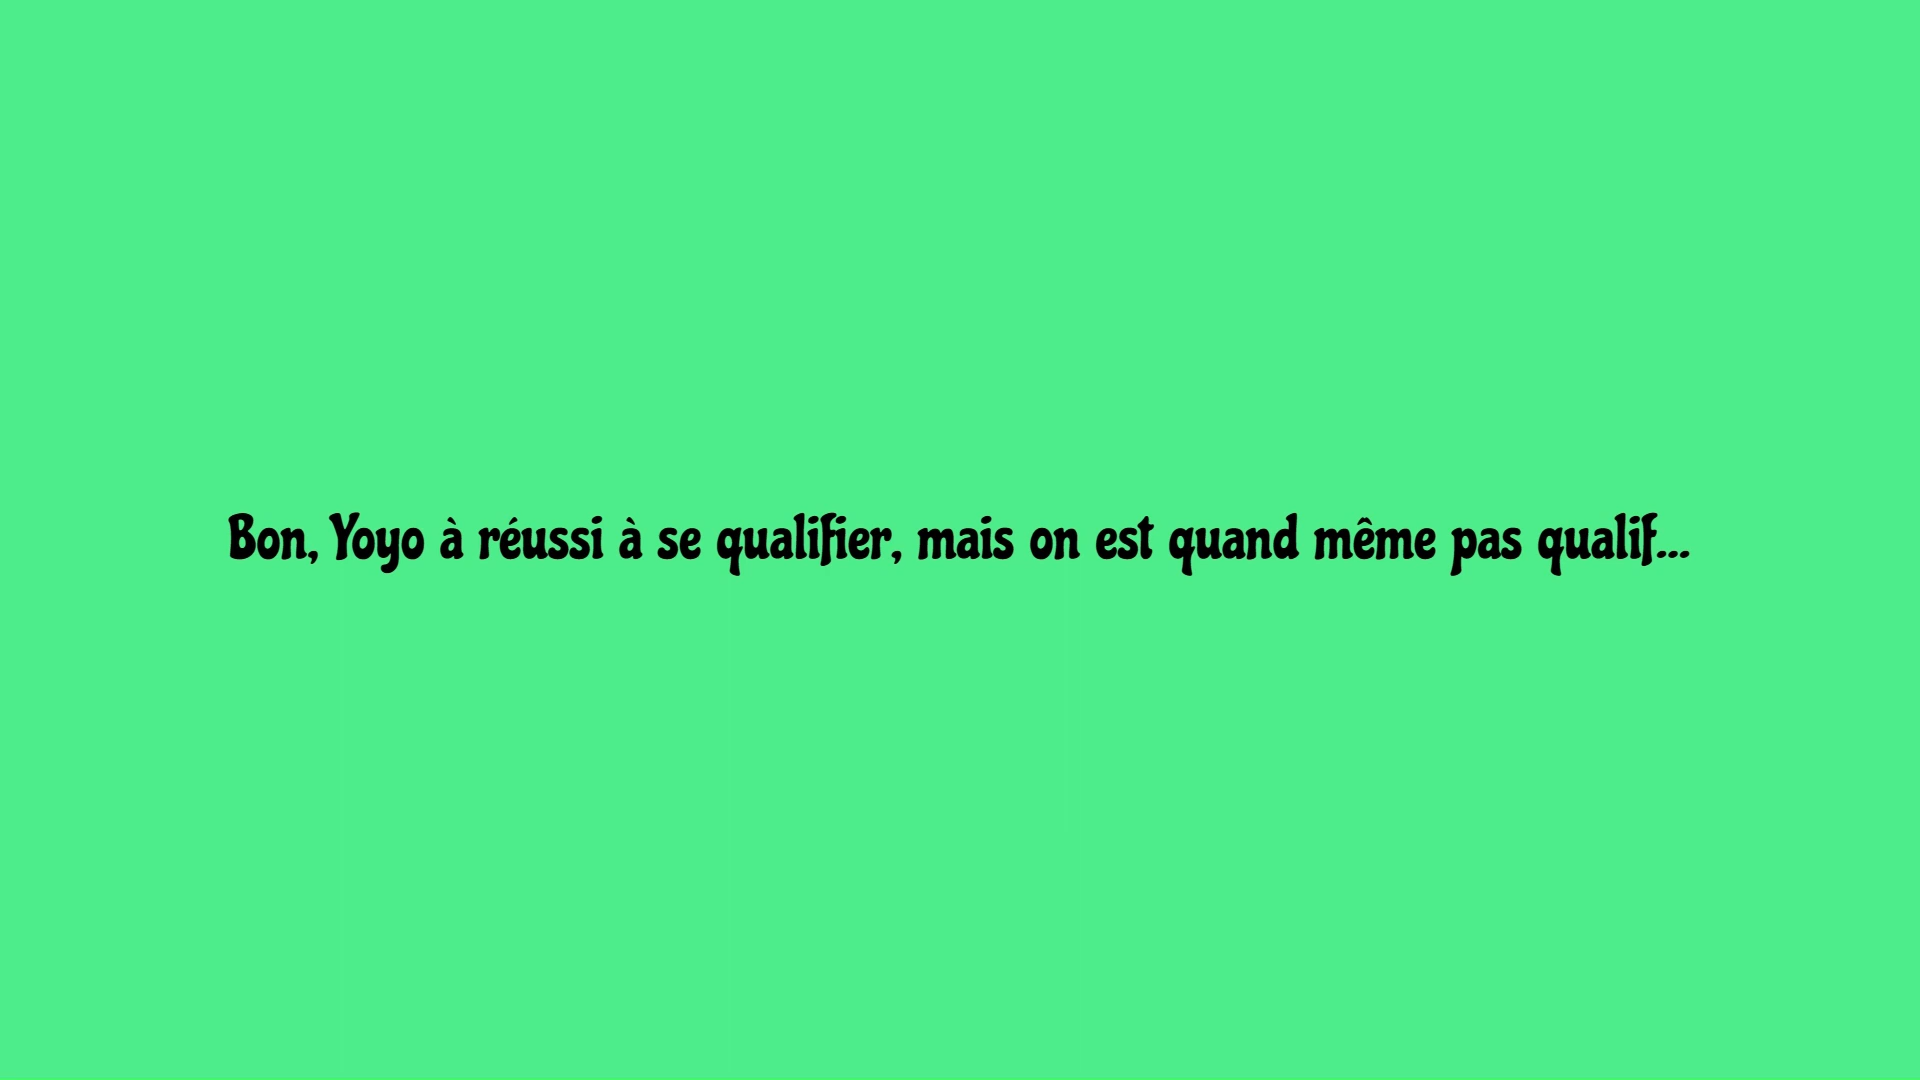 Bon, Yoyo à réussi à se qualifier, mais on est quand même pas qualif...